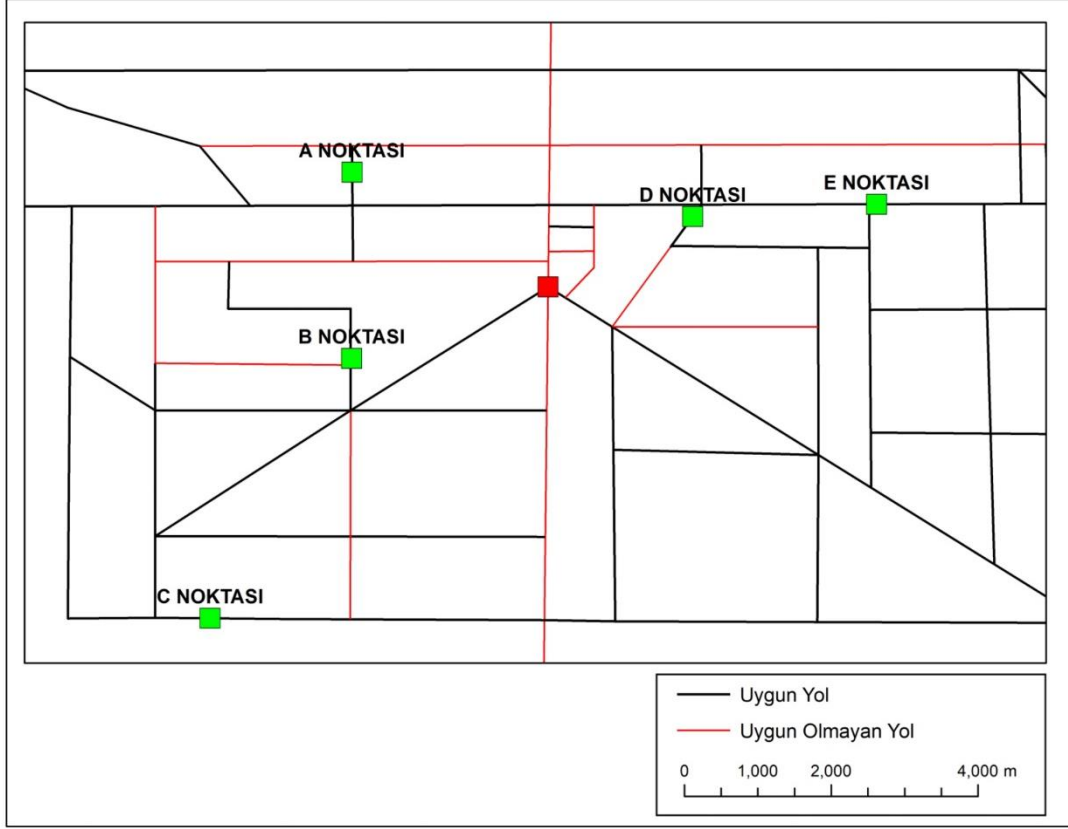 A NOKTASI
E NOKTASI
D NOKTASI
B NOKTASI
C NOKTASI
Uygun Yol
Uygun Olmayan Yol
0 1,000 2,000 4,000 m